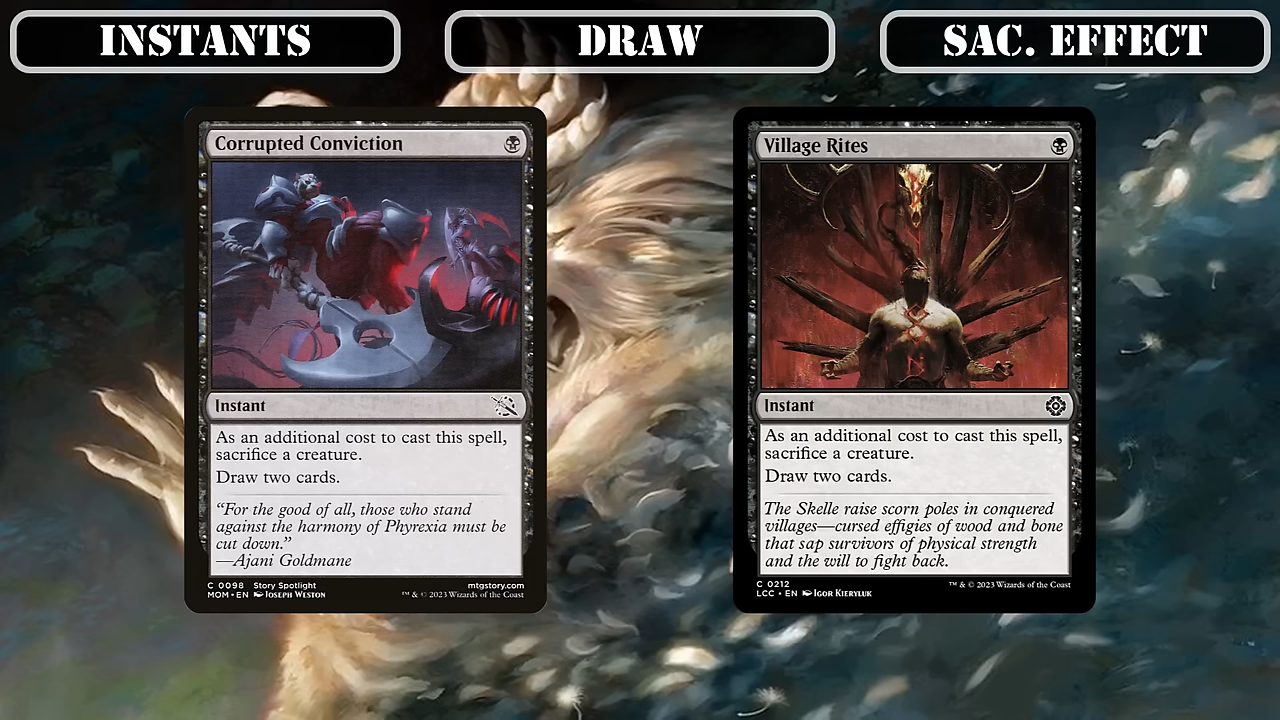 INSTANTS
DRAW
SAC. EFFECT
Corrupted Conviction
Instant
As an additional cost to cast this spell,
sacrifice a creature.
Draw two cards.
“For the good of all, those who stand
against the harmony of Phyrexia must be
cut down.”
—Ajani Goldmane
C 0098 Story Spotlight mtgstory.com
MOM • EN Joseph Weston ™ & © 2023 Wizards of the Coast
Village Rites
Instant
As an additional cost to cast this spell,
sacrifice a creature.
Draw two cards.
The Skelle raise scorn poles in conquered
villages—cursed effigies of wood and bone
that sap survivors of physical strength
and the will to fight back.
C 0212 ™ & © 2023 Wizards of the Coast
LCC • EN Igor Kieryluk